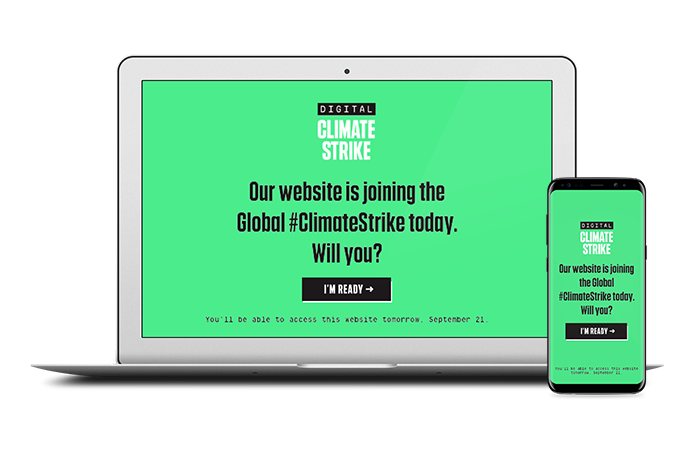 DIGITAL
CLIMATE
STRIKE
Our website is joining the
Global #ClimateStrike today.
Will you?
I'M READY ➔
You'll be able to access this website tomorrow, September 21.
DIGITAL
CLIMATE
STRIKE
Our website is joining
the Global
#ClimateStrike today.
Will you?
I'M READY ➔
You'll be able to access this website
tomorrow, September 21